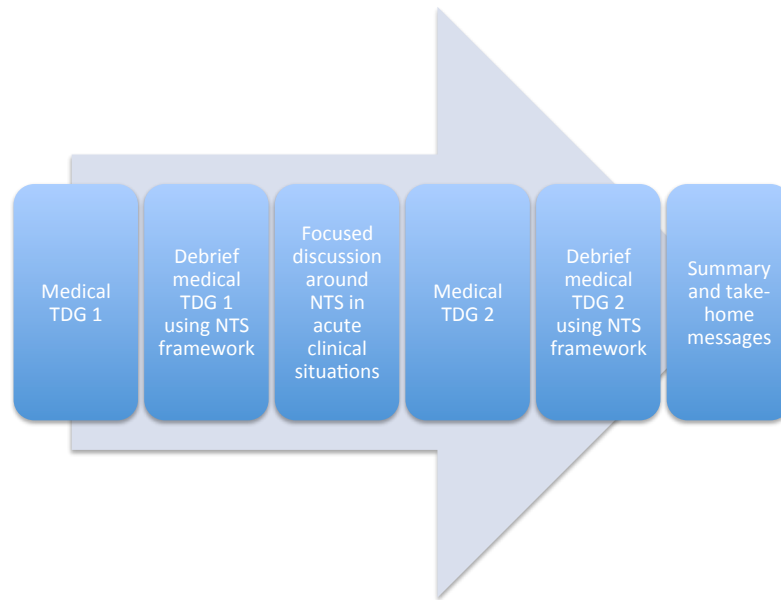 Medical
TDG 1
Debrief
medical
TDG 1
using NTS
framework
Focused
discussion
around
NTS in
acute
clinical
situations
Medical
TDG 2
Debrief
medical
TDG 2
using NTS
framework
Summary
and take-
home
messages